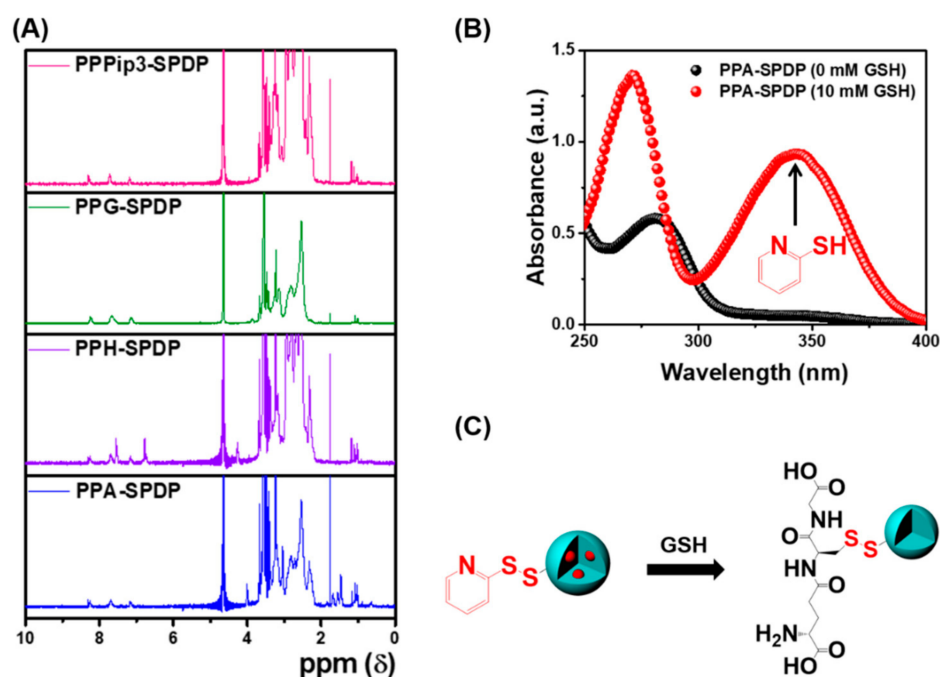 (A)
PPPip3-SPDP
PPG-SPDP
PPH-SPDP
PPA-SPDP
10 8 6 4 2 0
ppm (δ)
(B)
PPA-SPDP (0 mM GSH)
PPA-SPDP (10 mM GSH)
Absorbance (a.u.)
1.5
1.0
0.5
0.0
N
SH
250 300 350 400
Wavelength (nm)
(C)
N
S
S
GSH
HO
O
NH
O
S
S
NH
O
H2N
O
HO